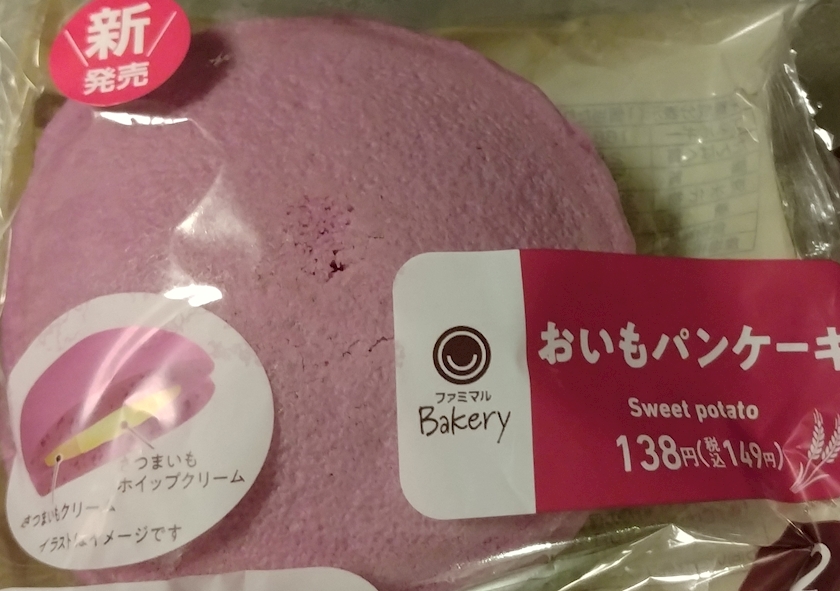 新
発売
おいもパンケーキ
ファミマル
Bakery
Sweet potato
138円(税込149円)
さつまいも
ホイップクリーム
さつまいもクリーム
イラストはイメージです
2